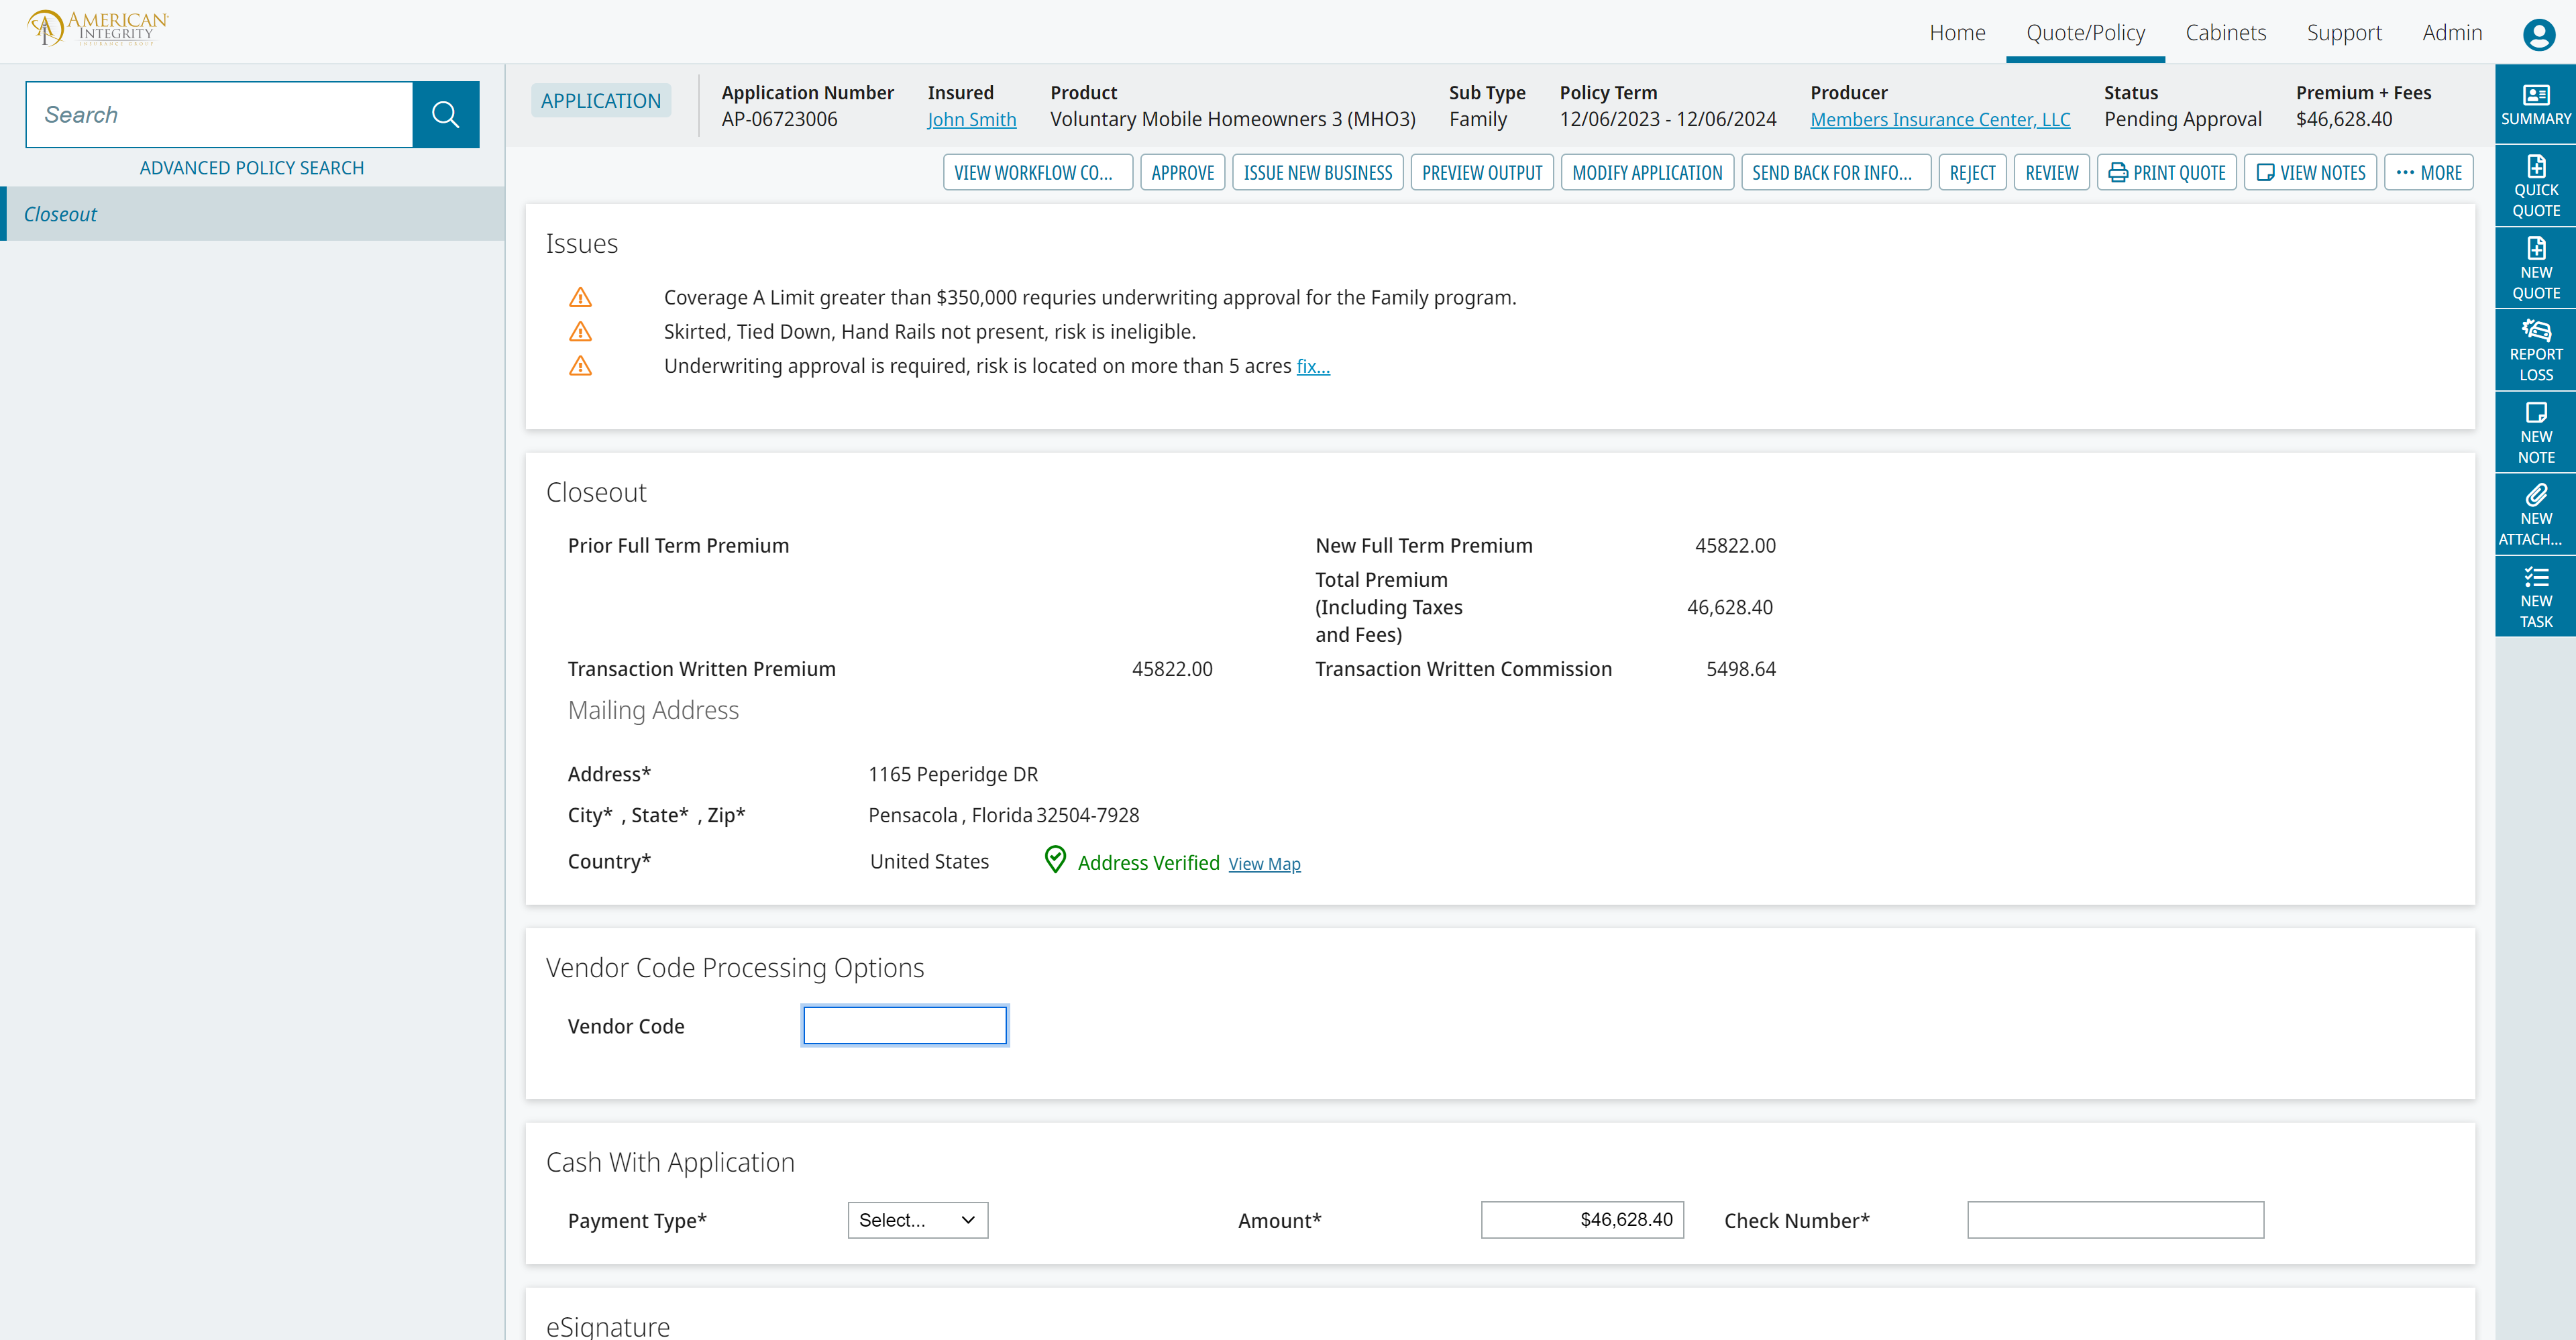 AMERICAN
INTEGRITY
INSURANCE GROUP
Home
Quote/Policy
Cabinets
Support
Admin
Search
ADVANCED POLICY SEARCH
Closeout
APPLICATION
Application Number
AP-06723006
Insured
John Smith
Product
Voluntary Mobile Homeowners 3 (MHO3)
Sub Type
Family
Policy Term
12/06/2023 - 12/06/2024
Producer
Members Insurance Center, LLC
Status
Pending Approval
Premium + Fees
$46,628.40
VIEW WORKFLOW CO...
APPROVE
ISSUE NEW BUSINESS
PREVIEW OUTPUT
MODIFY APPLICATION
SEND BACK FOR INFO...
REJECT
REVIEW
PRINT QUOTE
VIEW NOTES
MORE
Issues
Coverage A Limit greater than $350,000 requries underwriting approval for the Family program.
Skirted, Tied Down, Hand Rails not present, risk is ineligible.
Underwriting approval is required, risk is located on more than 5 acres fix...
Closeout
Prior Full Term Premium
New Full Term Premium 45822.00
Total Premium
(Including Taxes 46,628.40
and Fees)
Transaction Written Premium 45822.00
Transaction Written Commission 5498.64
Mailing Address
Address* 1165 Peperidge DR
City* , State* , Zip* Pensacola , Florida 32504-7928
Country* United States Address Verified View Map
Vendor Code Processing Options
Vendor Code
Cash With Application
Payment Type* Select... Amount* $46,628.40 Check Number*
eSignature
SUMMARY
QUICK
QUOTE
NEW
QUOTE
REPORT
LOSS
NEW
NOTE
NEW
ATTACH...
NEW
TASK